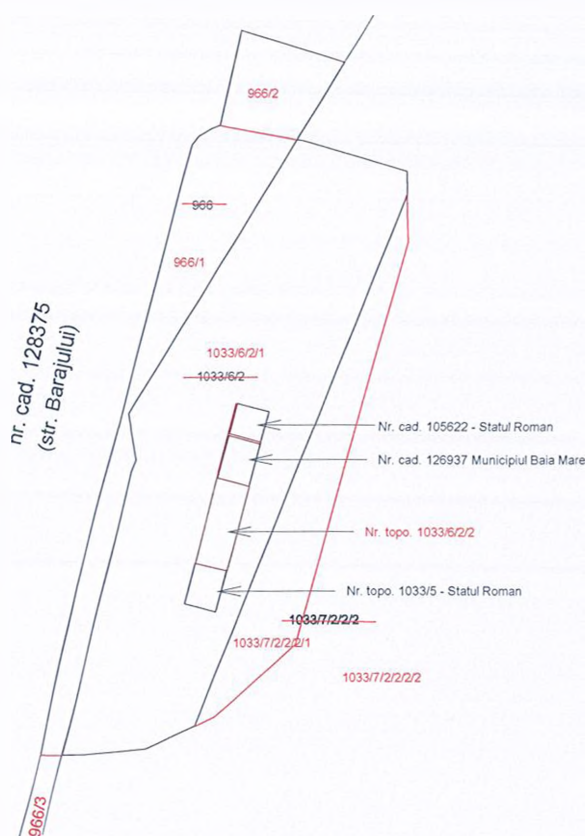 966/2
966
966/1
nr. cad. 128375
(str. Barajului)
1033/6/2/1
1033/6/2
Nr. cad. 105622 - Statul Roman
Nr. cad. 126937 Municipiul Baia Mare
Nr. topo. 1033/6/2/2
Nr. topo. 1033/5 - Statul Roman
1033/7/2/2/2
1033/7/2/2/2/1
1033/7/2/2/2/2
966/3